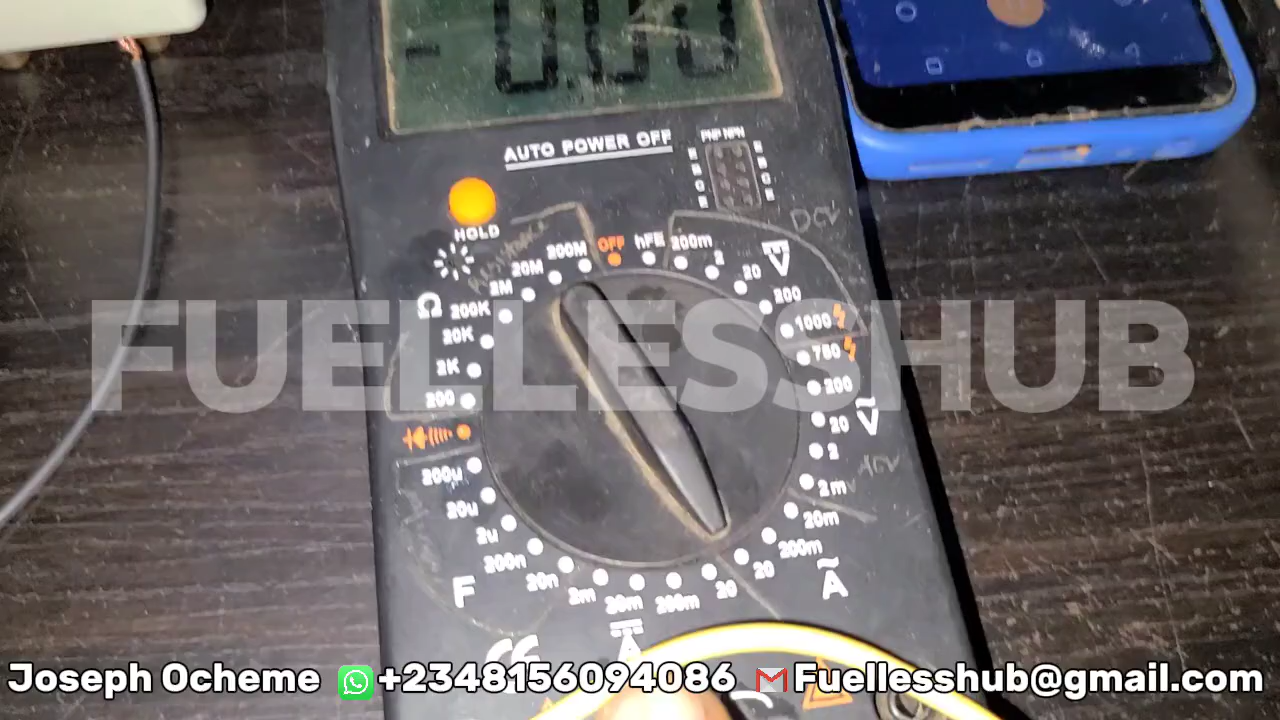 - 0.00
AUTO POWER OFF
PNP NPN
HOLD
DCV
RESISTANCE
OFF
hFE
200m
2
20
200
1000
V
Ω
200M
20M
2M
200K
20K
2K
200
FUELLESSHUB
750
200
20
2
2m
V
ACV
200u
20u
2u
200n
20n
F
2m
20m
200m
20
A
20m
200m
20
A
CE
Joseph Ocheme +2348156094086 Fuellesshub@gmail.com